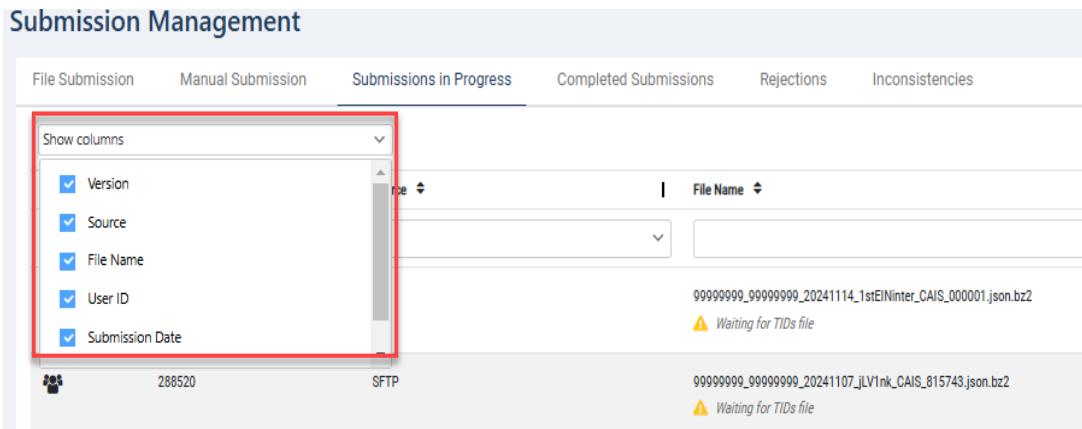 Submission Management
File Submission Manual Submission Submissions in Progress Completed Submissions Rejections Inconsistencies
Show columns
Version
rce File Name
Source
File Name
User ID
99999999_99999999_20241114_1stEINinter_CAIS_000001.json.bz2
Waiting for TIDs file
Submission Date
288520 SFTP 99999999_99999999_20241107_jLV1nk_CAIS_815743.json.bz2
Waiting for TIDs file